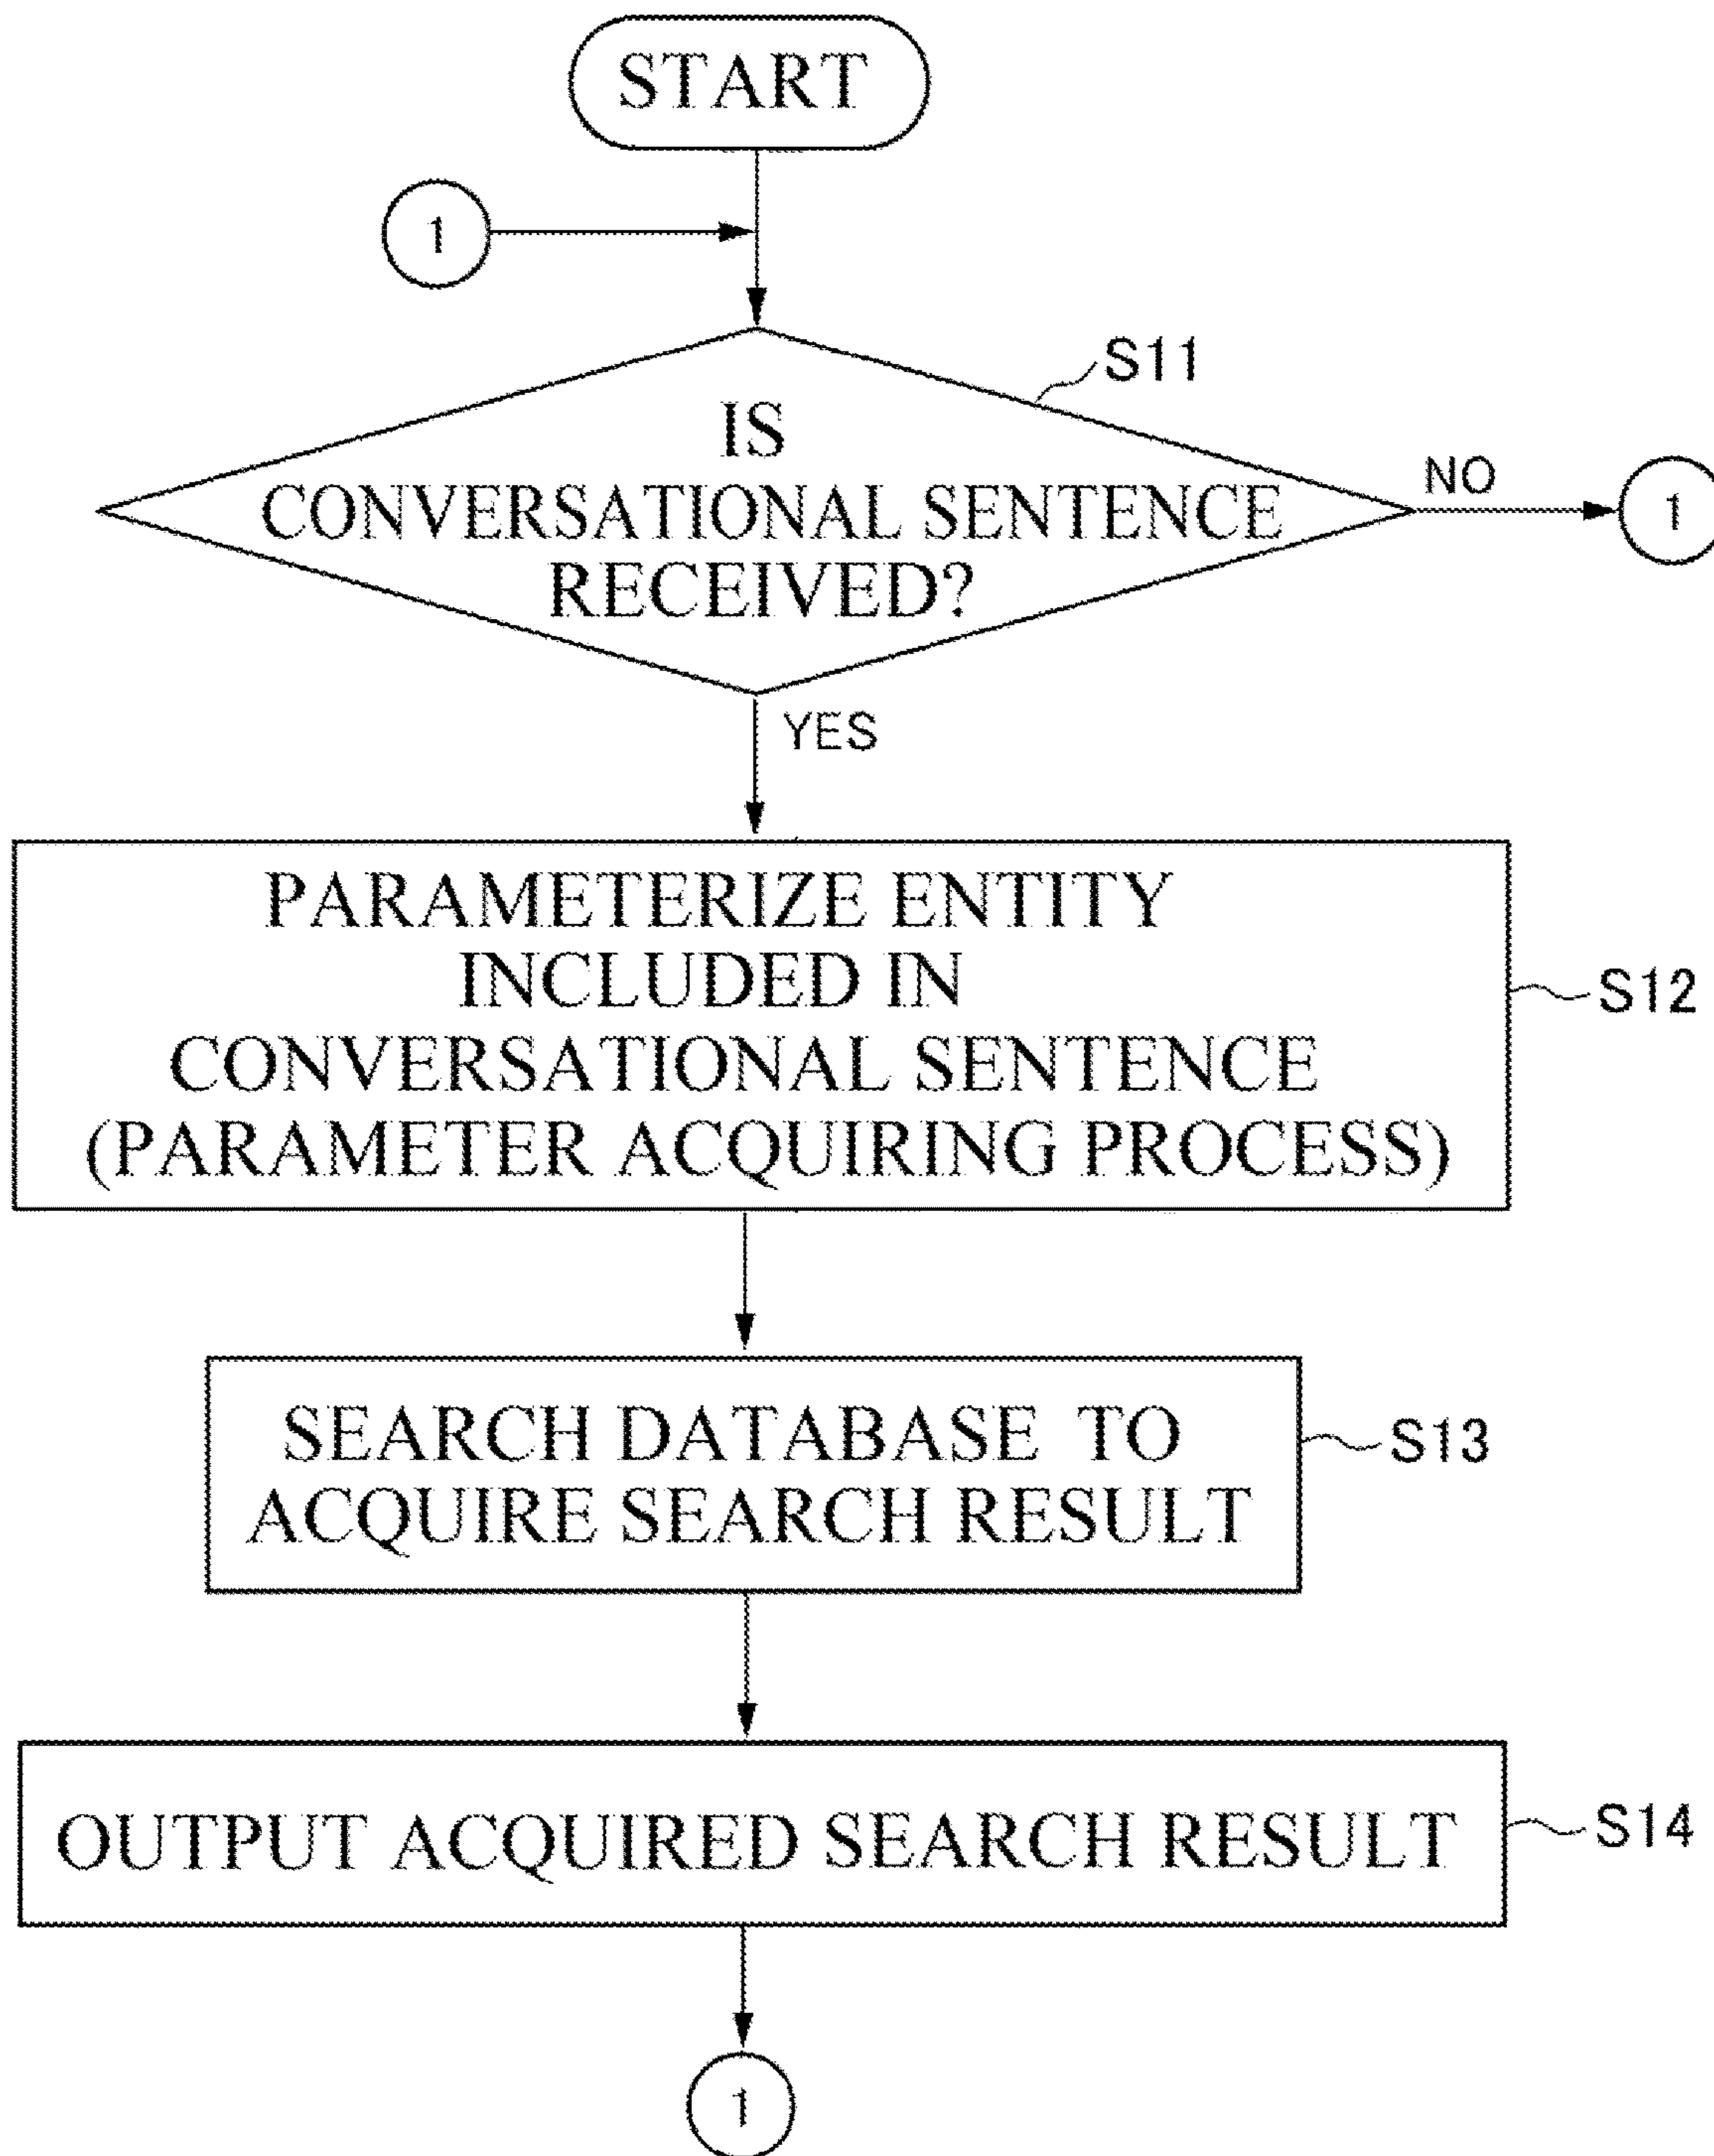 START
1
S11
IS
CONVERSATIONAL SENTENCE
RECEIVED?
NO
1
YES
PARAMETERIZE ENTITY
INCLUDED IN
CONVERSATIONAL SENTENCE
(PARAMETER ACQUIRING PROCESS)
S12
SEARCH DATABASE TO
ACQUIRE SEARCH RESULT
S13
OUTPUT ACQUIRED SEARCH RESULT
S14
1